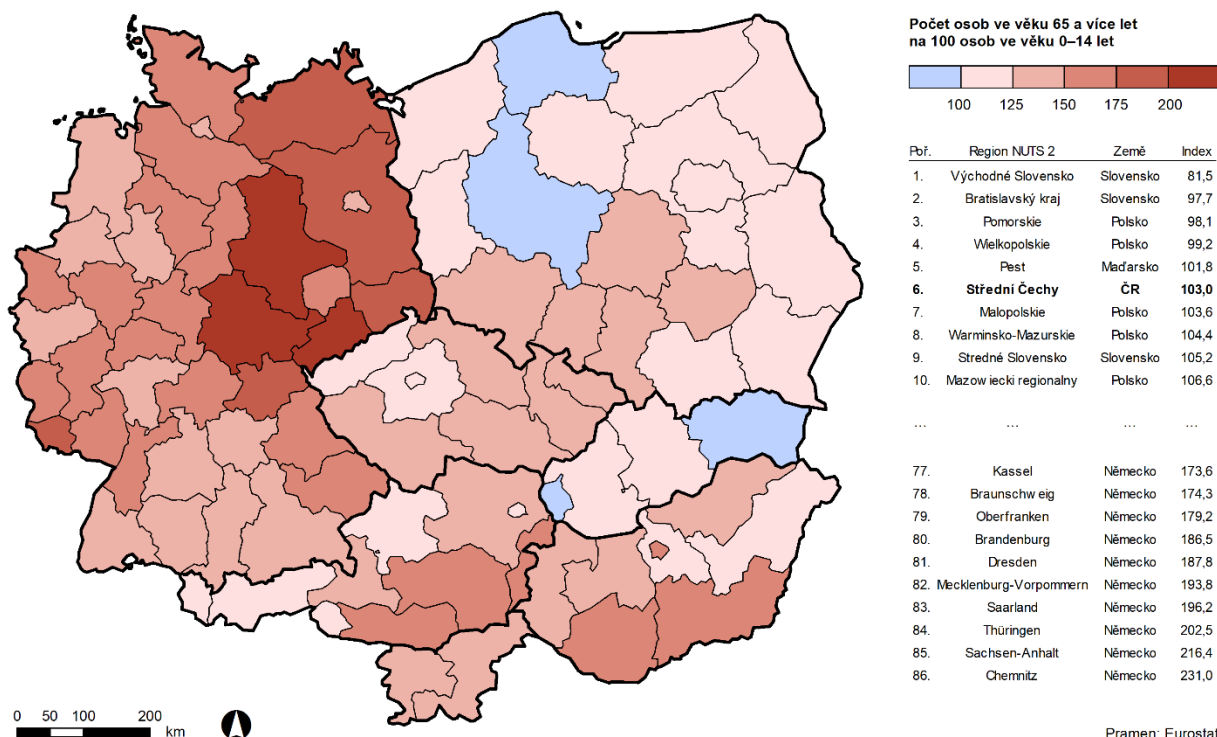 Počet osob ve věku 65 a více let
na 100 osob ve věku 0–14 let
100 125 150 175 200
Poř. Region NUTS 2 Země Index
1. Východné Slovensko Slovensko 81,5
2. Bratislavský kraj Slovensko 97,7
3. Pomorskie Polsko 98,1
4. Wielkopolskie Polsko 99,2
5. Pest Maďarsko 101,8
6. Střední Čechy ČR 103,0
7. Malopolskie Polsko 103,6
8. Warminsko-Mazurskie Polsko 104,4
9. Stredné Slovensko Slovensko 105,2
10. Mazowiecki regionalny Polsko 106,6
... ... ... ...
77. Kassel Německo 173,6
78. Braunschweig Německo 174,3
79. Oberfranken Německo 179,2
80. Brandenburg Německo 186,5
81. Dresden Německo 187,8
82. Mecklenburg-Vorpommern Německo 193,8
83. Saarland Německo 196,2
84. Thüringen Německo 202,5
85. Sachsen-Anhalt Německo 216,4
86. Chemnitz Německo 231,0
0 50 100 200
km
Pramen: Eurostat